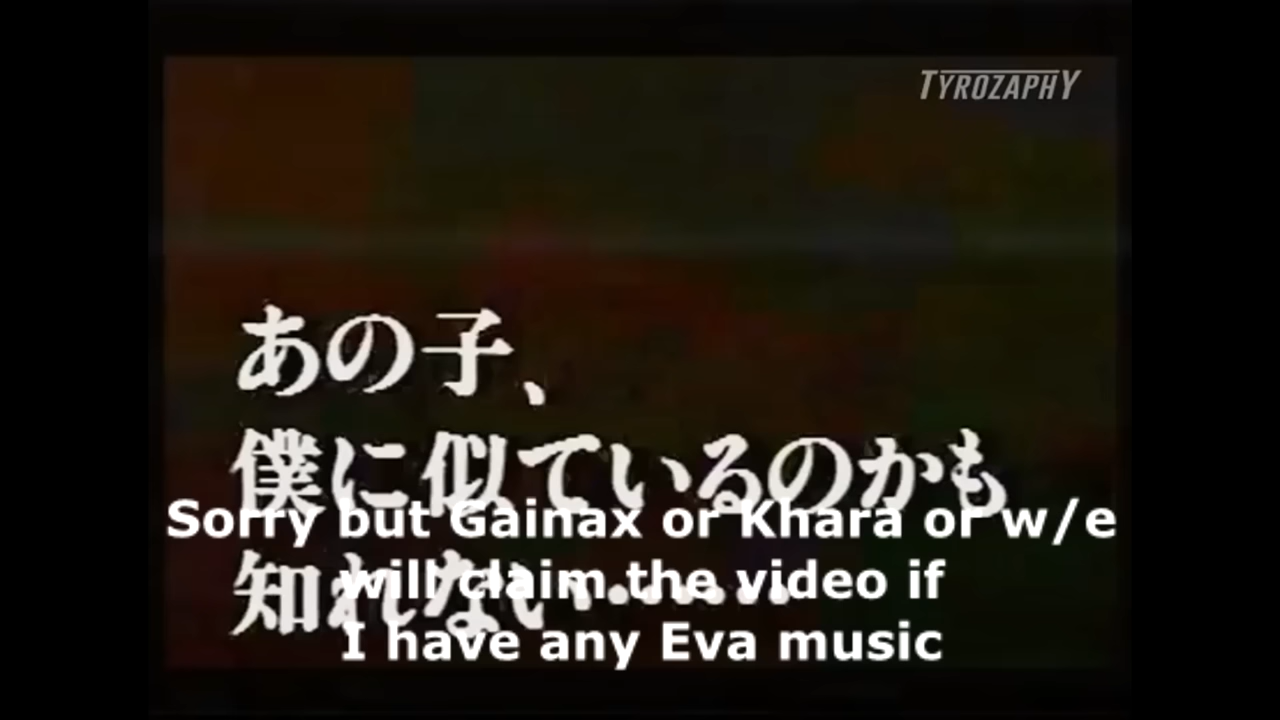 TYROZAPHY
あの子、
僕に似ているのかも
知れない……
Sorry but Gainax or Khara or w/e
will claim the video if
I have any Eva music